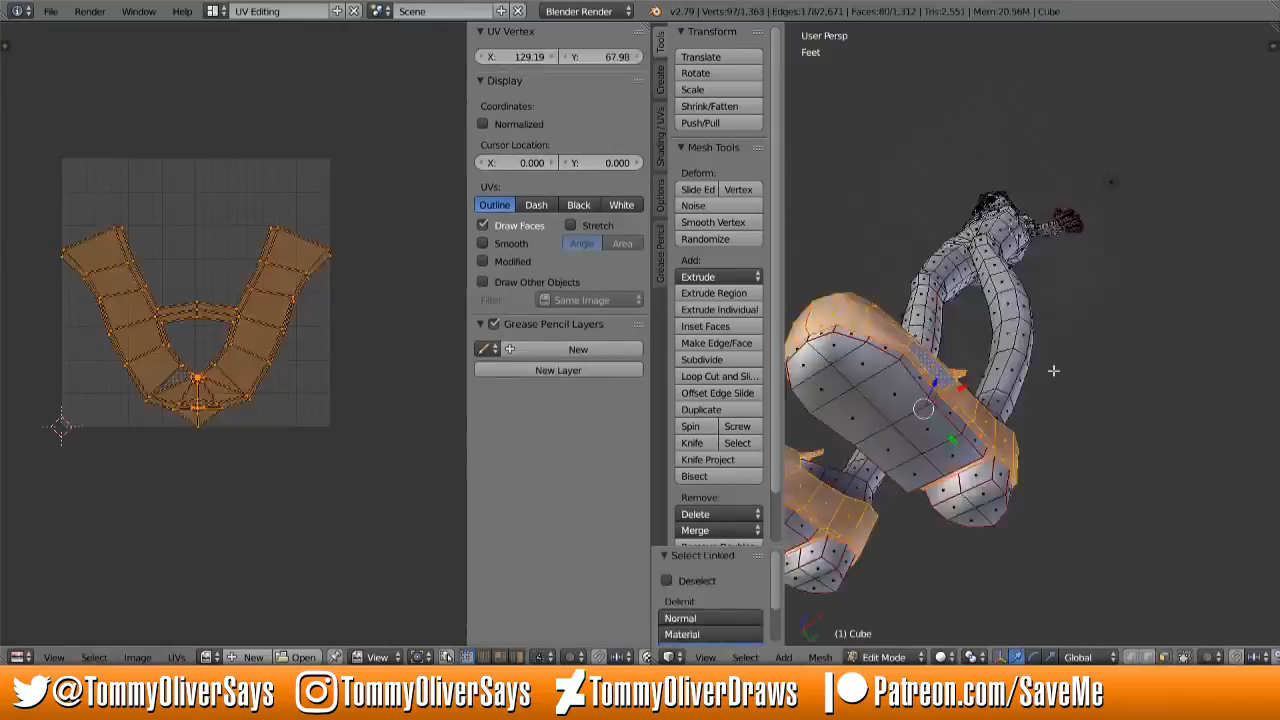 File Render Window Help UV Editing Scene Blender Render v2.79 | Verts:97/1,363 | Edges:178/2,671 | Faces:81/1,312 | Tris:2,551 | Mem:20.56M | Cube
UV Vertex
X: 129.19 Y: 67.98
Display
Coordinates:
Normalized
Cursor Location:
X: 0.000 Y: 0.000
UVs:
Outline Dash Black White
Draw Faces Stretch
Smooth Angle Area
Modified
Draw Other Objects
Filter: Same Image
Grease Pencil Layers
New
New Layer
Tools
Create
Shading / UVs
Options
Grease Pencil
Transform
Translate
Rotate
Scale
Shrink/Fatten
Push/Pull
Mesh Tools
Deform:
Slide Ed Vertex
Noise
Smooth Vertex
Randomize
Add:
Extrude
Extrude Region
Extrude Individual
Inset Faces
Make Edge/Face
Subdivide
Loop Cut and Sli...
Offset Edge Slide
Duplicate
Spin Screw
Knife Select
Knife Project
Bisect
Remove:
Delete
Merge
Select Linked
Deselect
Delimit:
Normal
Material
User Persp
Feet
(1) Cube
View Select Image UVs New Open View
View Select Add Mesh Edit Mode Global
@TommyOliverSays TommyOliverSays TommyOliverDraws Patreon.com/SaveMe